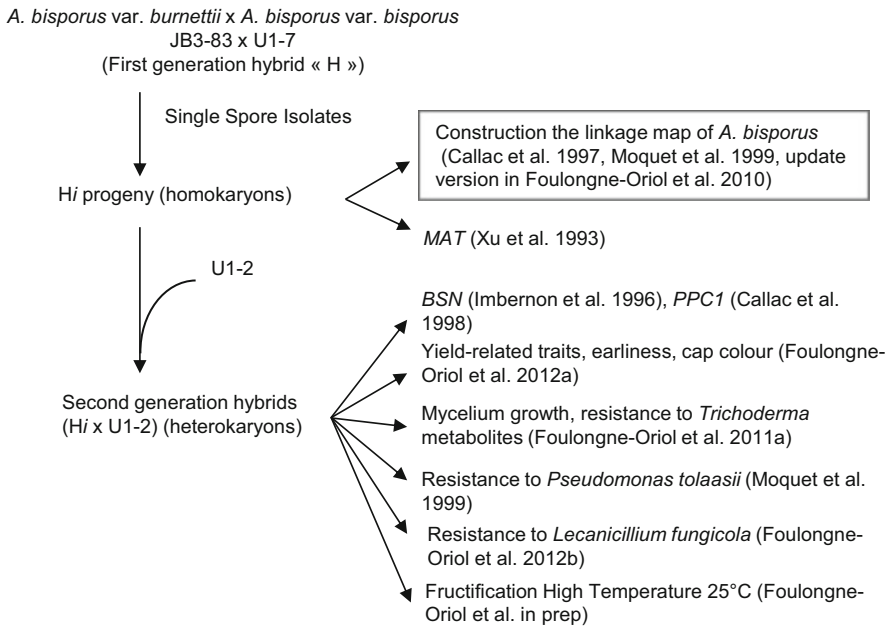 A. bisporus var. burnettii x A. bisporus var. bisporus
JB3-83 x U1-7
(First generation hybrid « H »)
Single Spore Isolates
Construction the linkage map of A. bisporus
(Callac et al. 1997, Moquet et al. 1999, update
version in Foulongne-Oriol et al. 2010)
Hi progeny (homokaryons)
MAT (Xu et al. 1993)
U1-2
BSN (Imbernon et al. 1996), PPC1 (Callac et al.
1998)
Yield-related traits, earliness, cap colour (Foulongne-
Oriol et al. 2012a)
Second generation hybrids
(Hi x U1-2) (heterokaryons)
Mycelium growth, resistance to Trichoderma
metabolites (Foulongne-Oriol et al. 2011a)
Resistance to Pseudomonas tolaasii (Moquet et al.
1999)
Resistance to Lecanicillium fungicola (Foulongne-
Oriol et al. 2012b)
Fructification High Temperature 25°C (Foulongne-
Oriol et al. in prep)